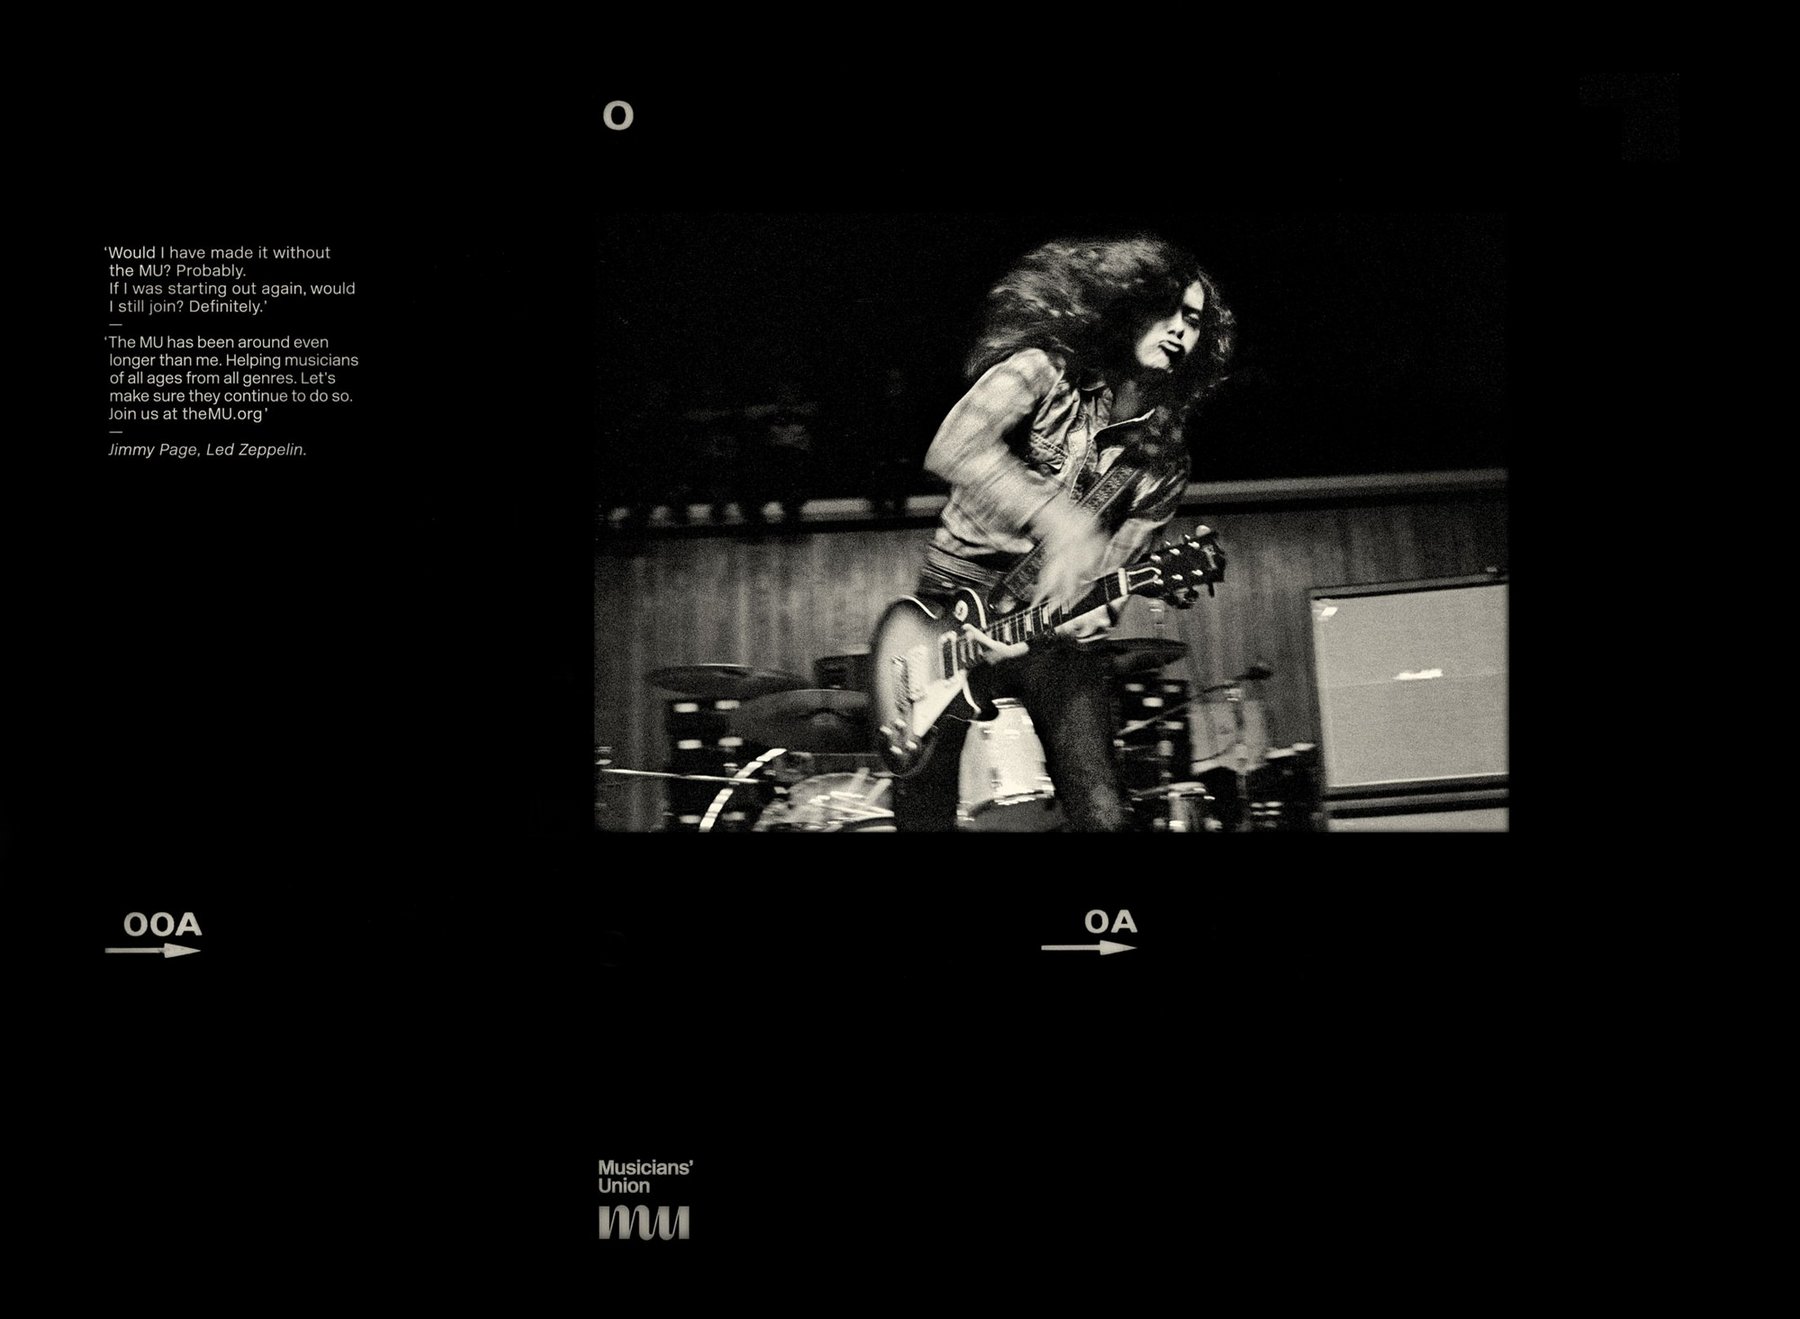 O
‘Would I have made it without
the MU? Probably.
If I was starting out again, would
I still join? Definitely.’
—
‘The MU has been around even
longer than me. Helping musicians
of all ages from all genres. Let's
make sure they continue to do so.
Join us at theMU.org’
—
Jimmy Page, Led Zeppelin.
OOA
OA
Musicians’
Union
mu